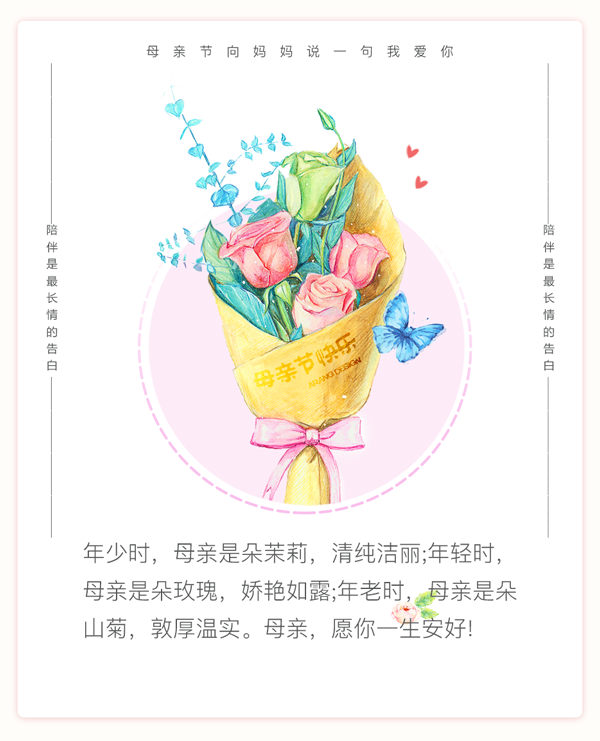 母亲节向妈妈说一句我爱你
陪伴是最长情的告白
陪伴是最长情的告白
母亲节快乐
ARANG DESIGN
年少时，母亲是朵茉莉，清纯洁丽;年轻时，
母亲是朵玫瑰，娇艳如露;年老时，母亲是朵
山菊，敦厚温实。母亲，愿你一生安好!